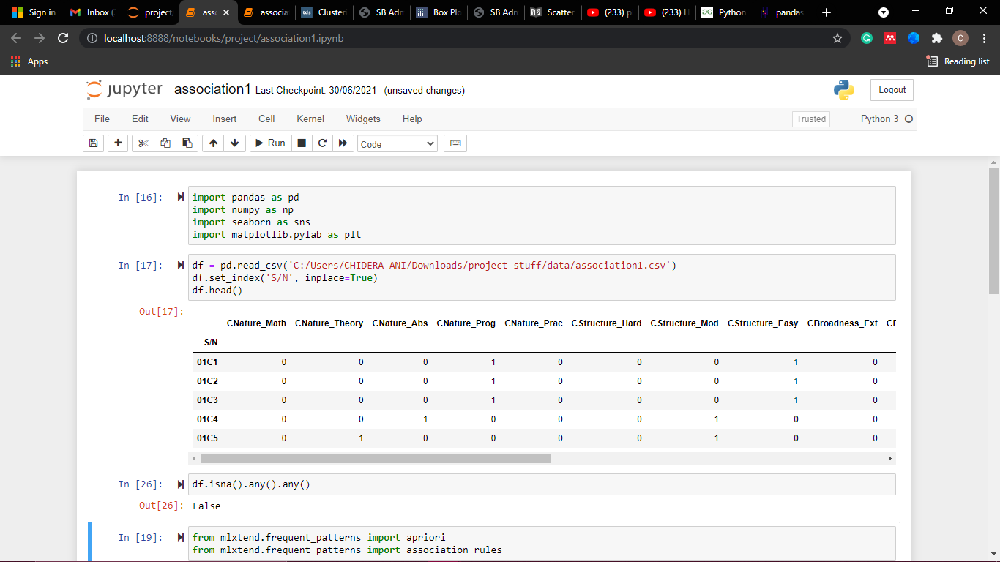 Sign in
Inbox (
project
ass
associa
tds Cluster
SB Adm
Box Plo
SB Adm
Scatter
(233) p
(233) H
GG Python
pandas
localhost:8888/notebooks/project/association1.ipynb
C
Apps
Reading list
jupyter association1 Last Checkpoint: 30/06/2021 (unsaved changes)
Logout
File Edit View Insert Cell Kernel Widgets Help
Trusted
Python 3
Run
Code
In [16]:
import pandas as pd
import numpy as np
import seaborn as sns
import matplotlib.pylab as plt
In [17]:
df = pd.read_csv('C:/Users/CHIDERA ANI/Downloads/project stuff/data/association1.csv')
df.set_index('S/N', inplace=True)
df.head()
Out[17]:
CNature_Math CNature_Theory CNature_Abs CNature_Prog CNature_Prac CStructure_Hard CStructure_Mod CStructure_Easy CBroadness_Ext
S/N
01C1 0 0 0 1 0 0 0 1 0
01C2 0 0 0 1 0 0 0 1 0
01C3 0 0 0 1 0 0 0 1 0
01C4 0 0 1 0 0 0 1 0 0
01C5 0 1 0 0 0 0 1 0 0
In [26]:
df.isna().any().any()
Out[26]: False
In [19]:
from mlxtend.frequent_patterns import apriori
from mlxtend.frequent_patterns import association_rules